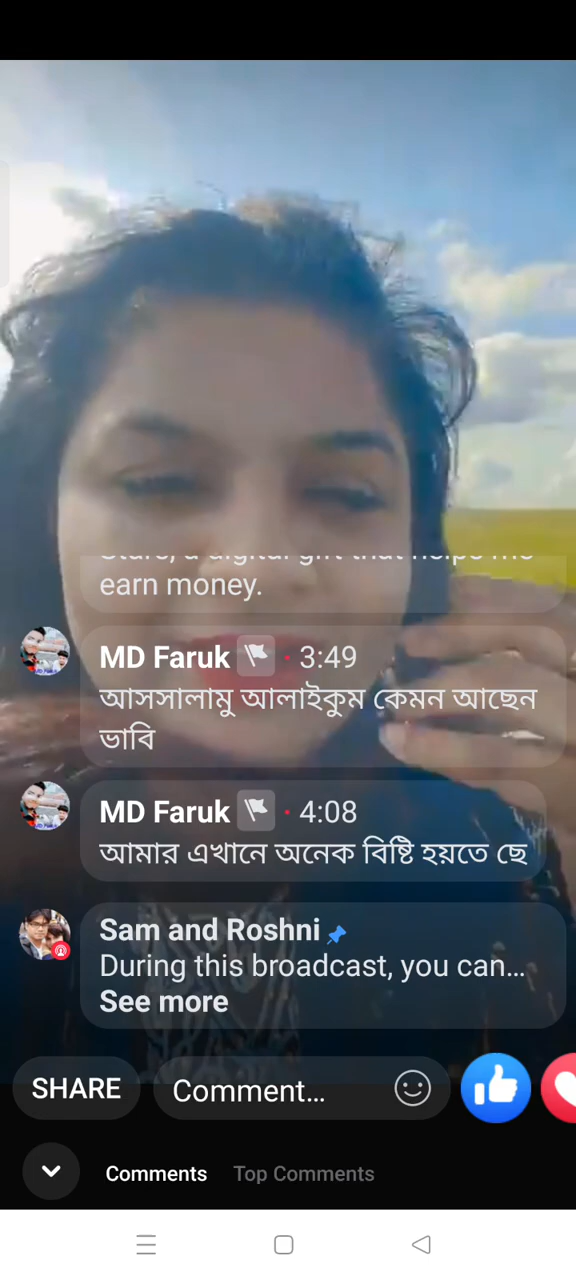 earn money.
MD Faruk · 3:49
আসসালামু আলাইকুম কেমন আছেন
ভাবি
MD Faruk · 4:08
আমার এখানে অনেক বিষ্টি হয়তে ছে
Sam and Roshni
During this broadcast, you can...
See more
SHARE Comment...
Comments Top Comments